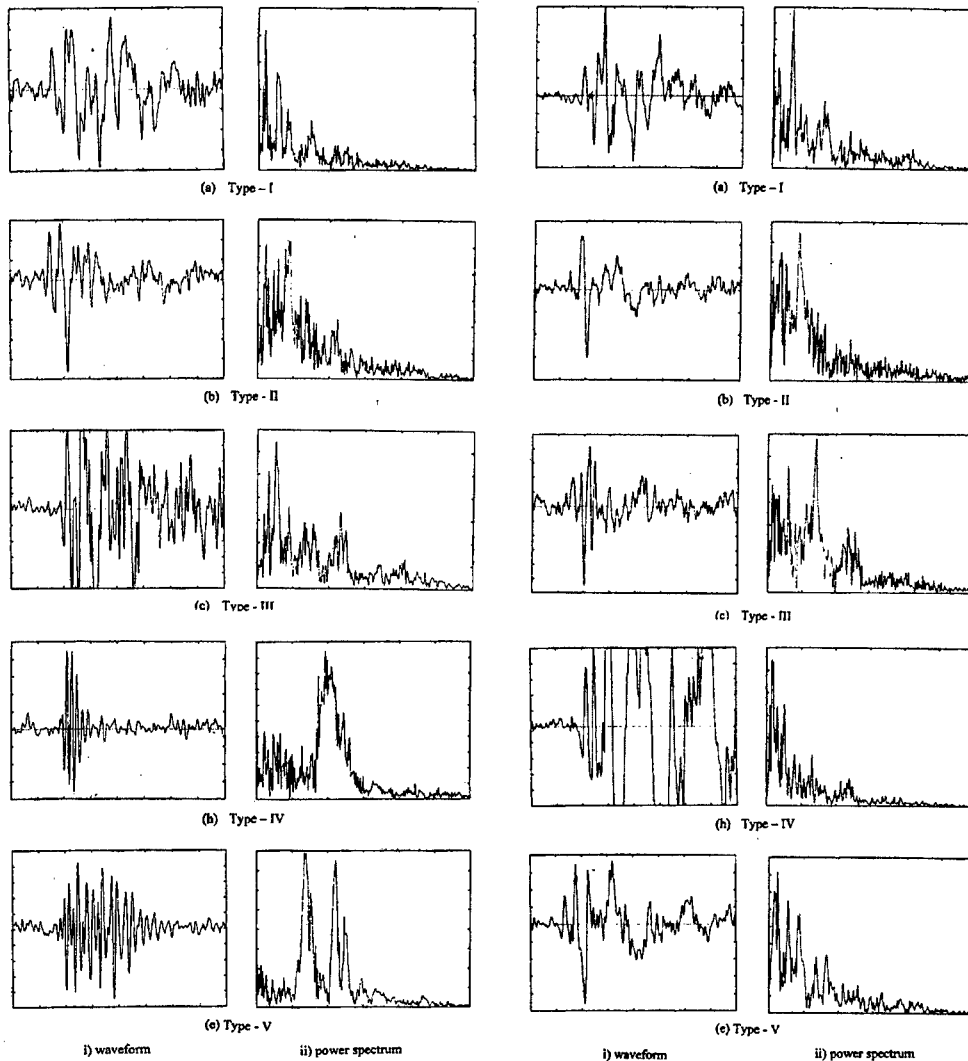 (a) Type - I
(a) Type - I
(b) Type - II
(b) Type - II
(c) Type - III
(c) Type - III
(h) Type - IV
(h) Type - IV
(e) Type - V
(e) Type - V
i) waveform
ii) power spectrum
i) waveform
ii) power spectrum